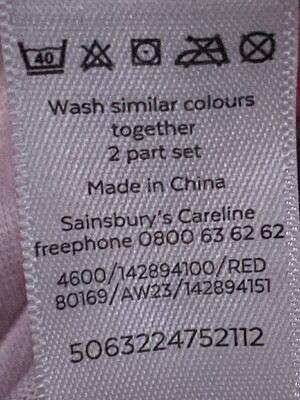 40
Wash similar colours
together
2 part set
Made in China
Sainsbury's Careline
freephone 0800 63 62 62
4600/142894100/RED
80169/AW23/142894151
5063224752112